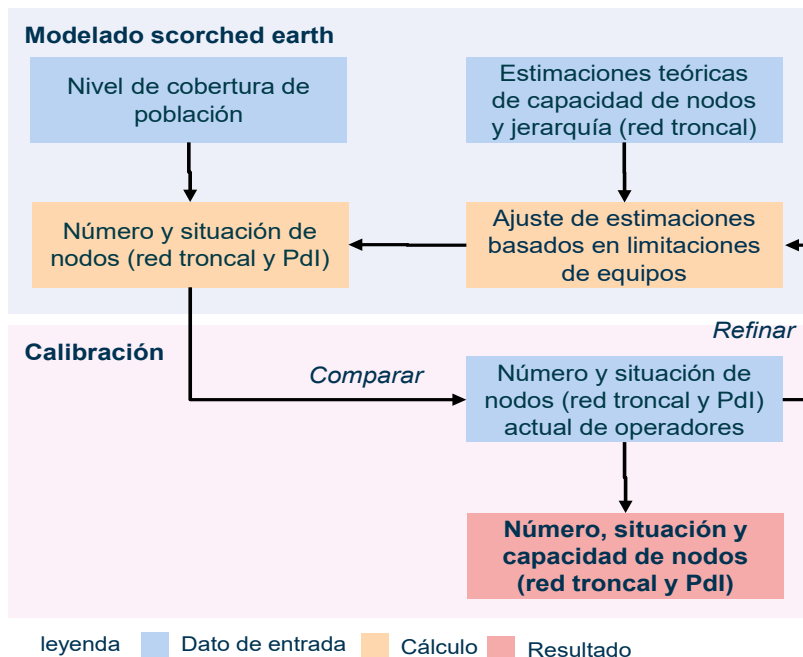 Modelado scorched earth
Nivel de cobertura de
población
Estimaciones teóricas
de capacidad de nodos
y jerarquía (red troncal)
Número y situación de
nodos (red troncal y PdI)
Ajuste de estimaciones
basados en limitaciones
de equipos
Refinar
Calibración
Comparar
Número y situación de
nodos (red troncal y PdI)
actual de operadores
Número, situación y
capacidad de nodos
(red troncal y PdI)
leyenda
Dato de entrada
Cálculo
Resultado